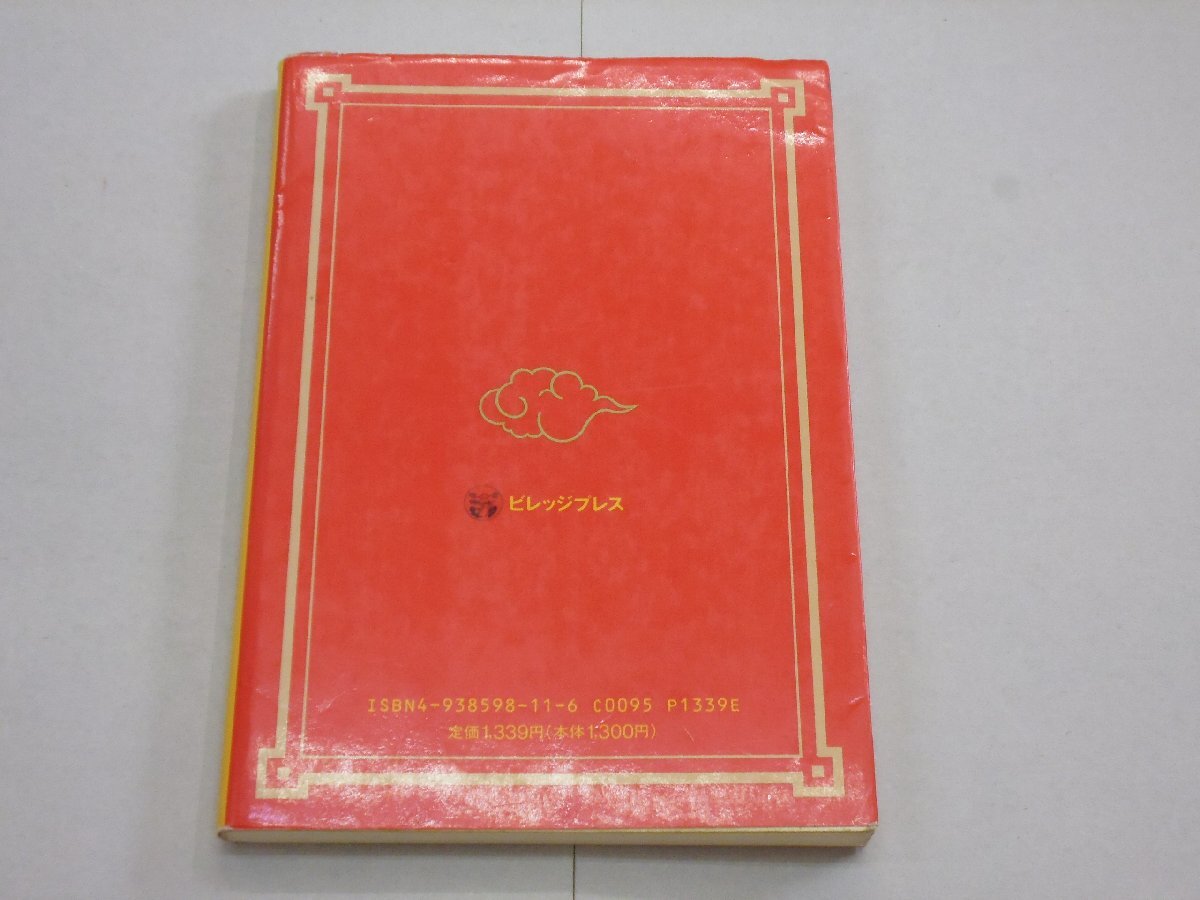 ビレッジプレス
ISBN4-938598-11-6 C0095 P1339E
定価1,339円(本体1,300円)